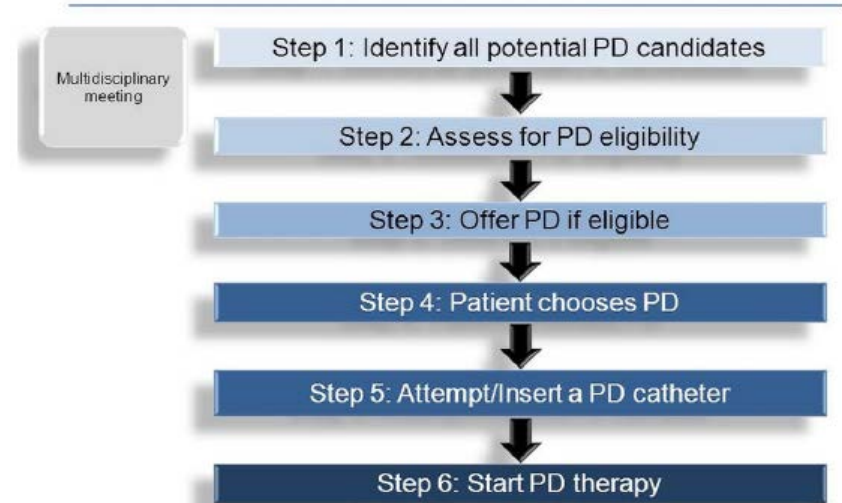 Multidisciplinary
meeting
Step 1: Identify all potential PD candidates
Step 2: Assess for PD eligibility
Step 3: Offer PD if eligible
Step 4: Patient chooses PD
Step 5: Attempt/Insert a PD catheter
Step 6: Start PD therapy